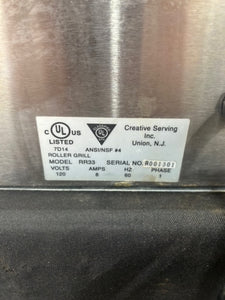 Creative Serving
Inc.
Union, N.J.
C UL US
LISTED
7D14
ANSI/NSF #4
ROLLER GRILL
MODEL RR33 SERIAL NO. R001301
VOLTS AMPS HZ PHASE
120 8 60 1